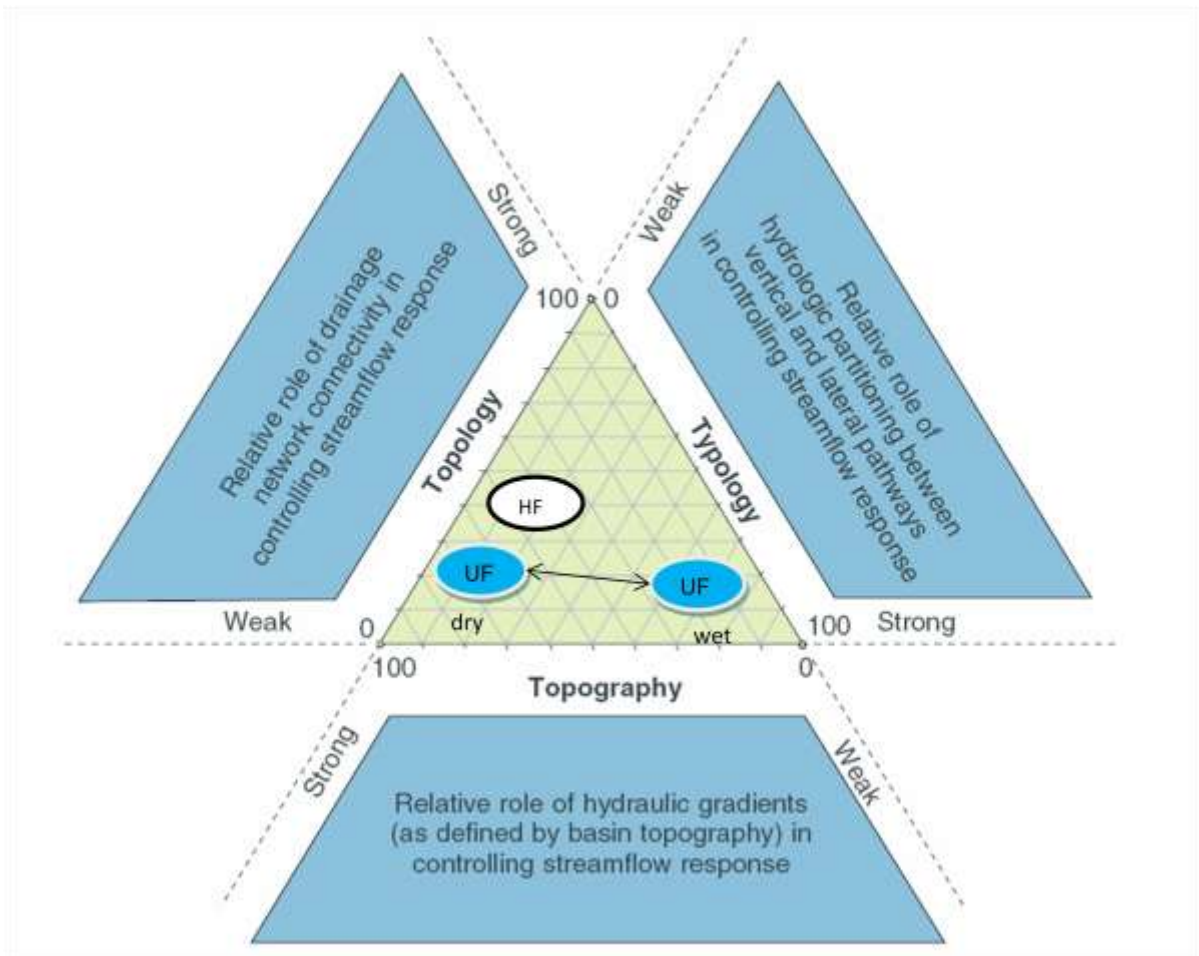 Strong
Weak
Relative role of drainage
network connectivity in
controlling streamflow response
Relative role of
hydrologic partitioning between
vertical and lateral pathways
in controlling streamflow response
100
0
Topology
Typology
HF
UF
UF
dry
wet
Weak
0
100
Strong
100
0
Topography
Strong
Weak
Relative role of hydraulic gradients
(as defined by basin topography) in
controlling streamflow response